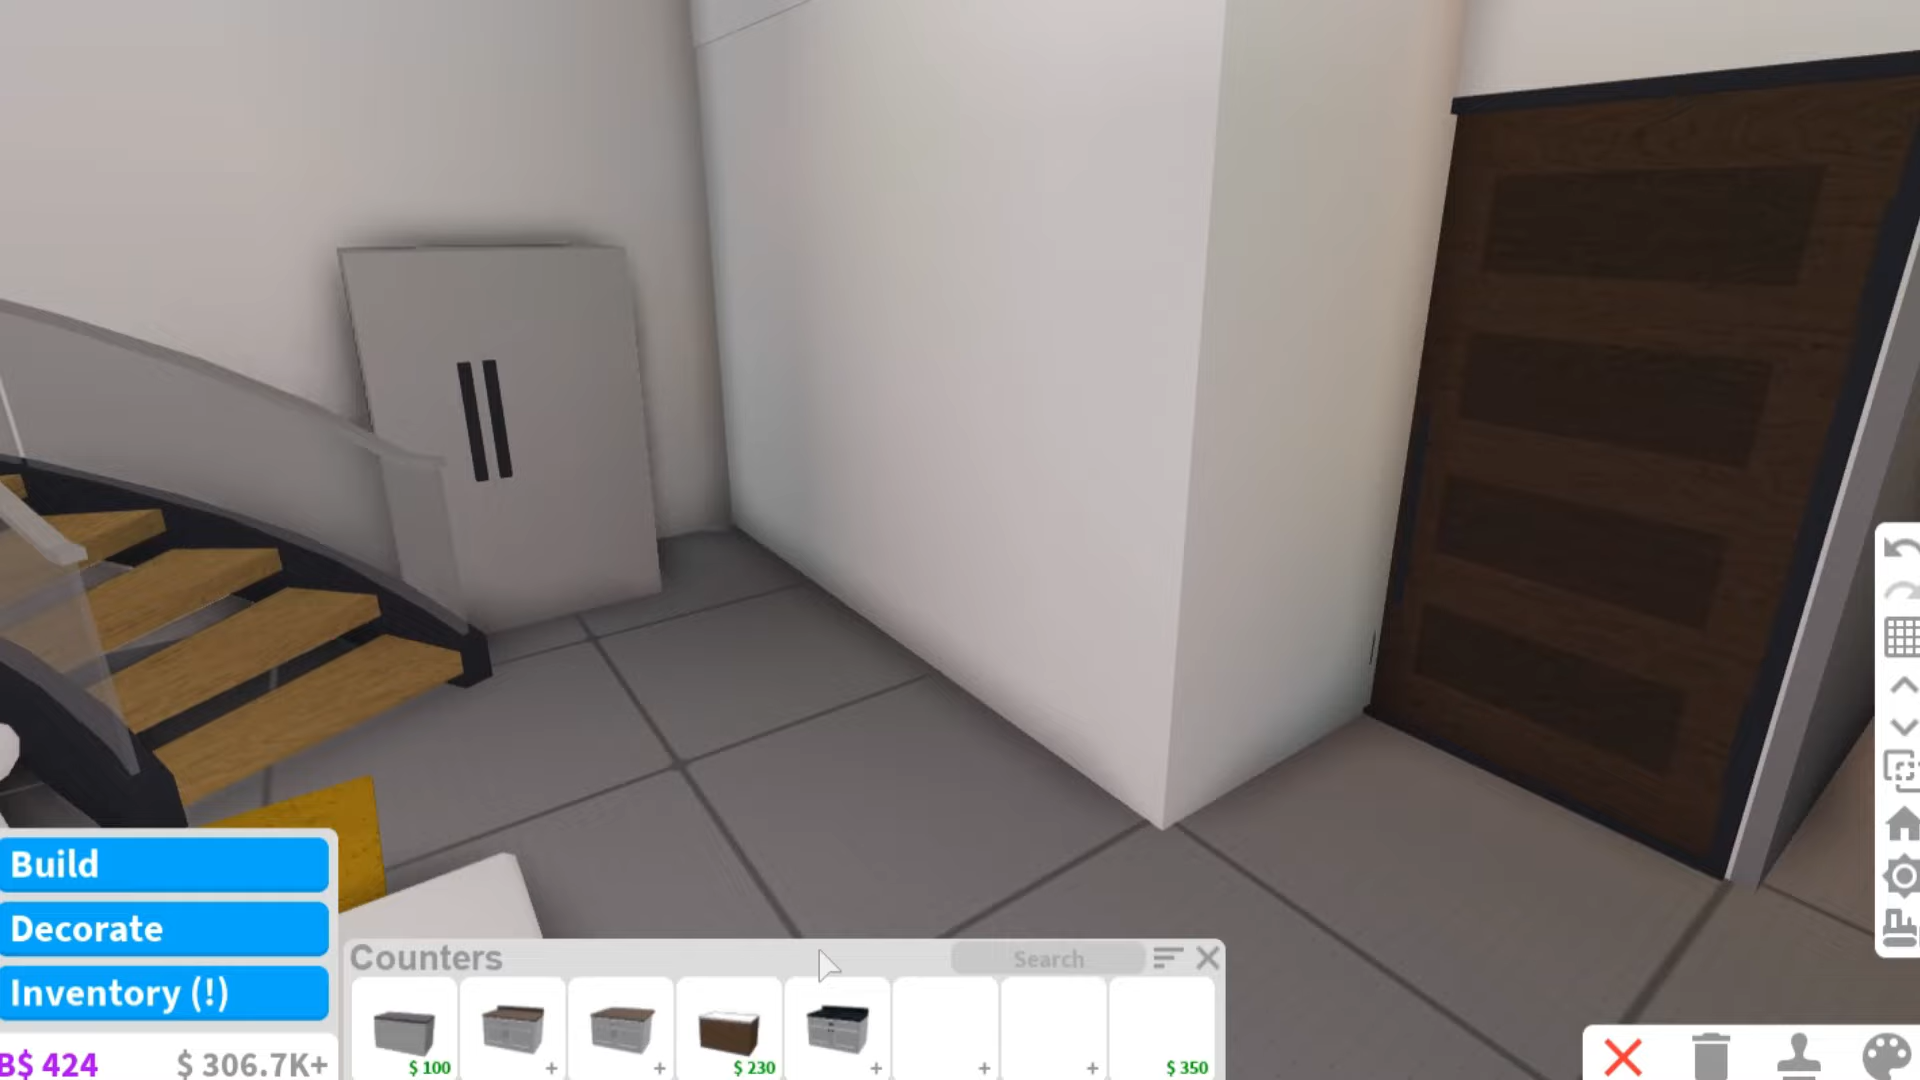 Build
Decorate
Inventory (!)
B$ 424 $ 306.7K+
Counters Search
$ 100 + + $ 230 + + + $ 350